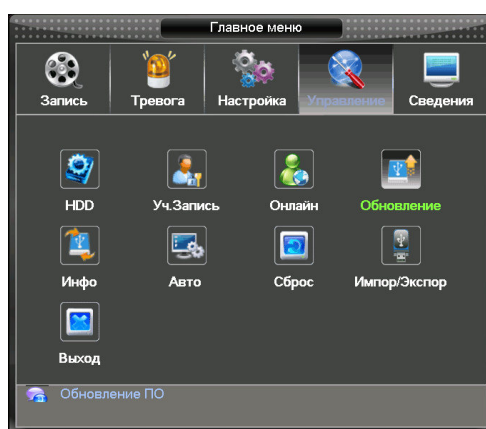 Главное меню
Запись Тревога Настройка Управление Сведения
HDD Уч.Запись Онлайн Обновление
Инфо Авто Сброс Импор/Экспор
Выход
Обновление ПО